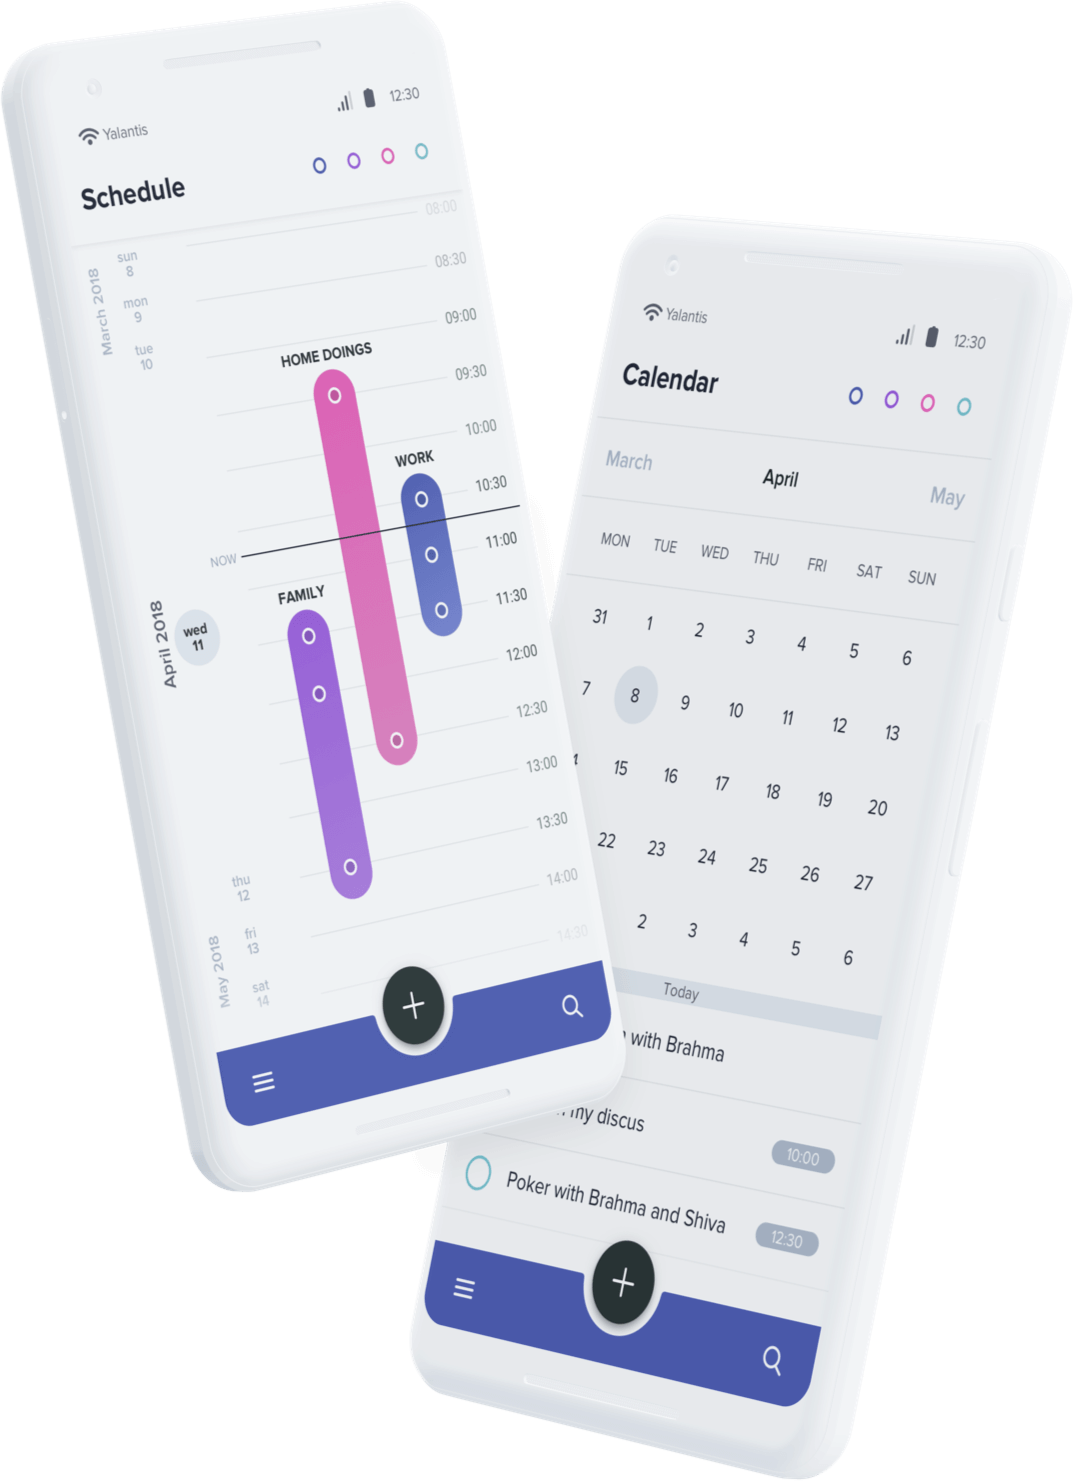 Yalantis
12:30
Schedule
08:00
March 2018
sun
8
08:30
mon
9
09:00
tue
10
HOME DOINGS
09:30
10:00
WORK
10:30
NOW
11:00
FAMILY
11:30
April 2018
wed
11
12:00
12:30
13:00
13:30
14:00
thu
12
14:30
May 2018
fri
13
sat
14
Yalantis
12:30
Calendar
March April May
MON TUE WED THU FRI SAT SUN
31 1 2 3 4 5 6
7 8 9 10 11 12 13
15 16 17 18 19 20
22 23 24 25 26 27
2 3 4 5 6
Today
with Brahma
my discus
10:00
Poker with Brahma and Shiva
12:30